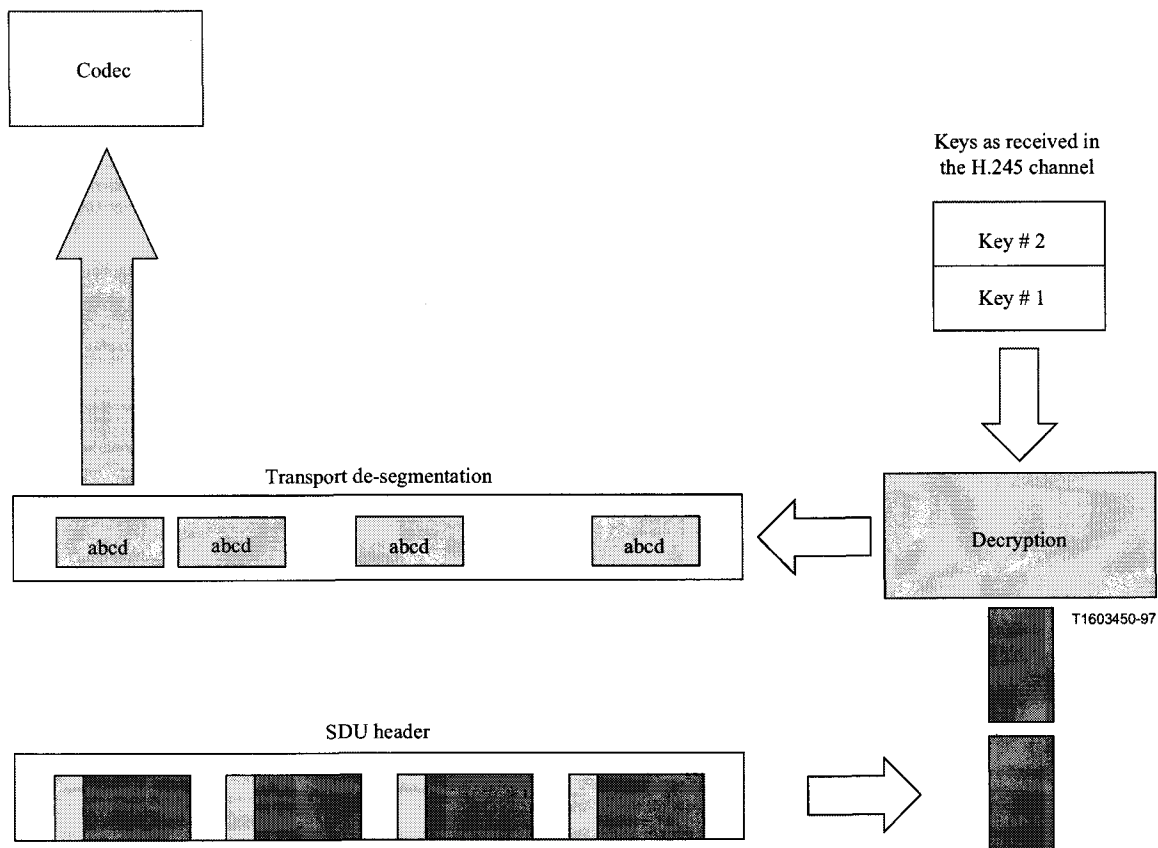 Codec
Keys as received in
the H.245 channel
Key # 2
Key # 1
Transport de-segmentation
abcd
abcd
abcd
abcd
Decryption
T1603450-97
SDU header